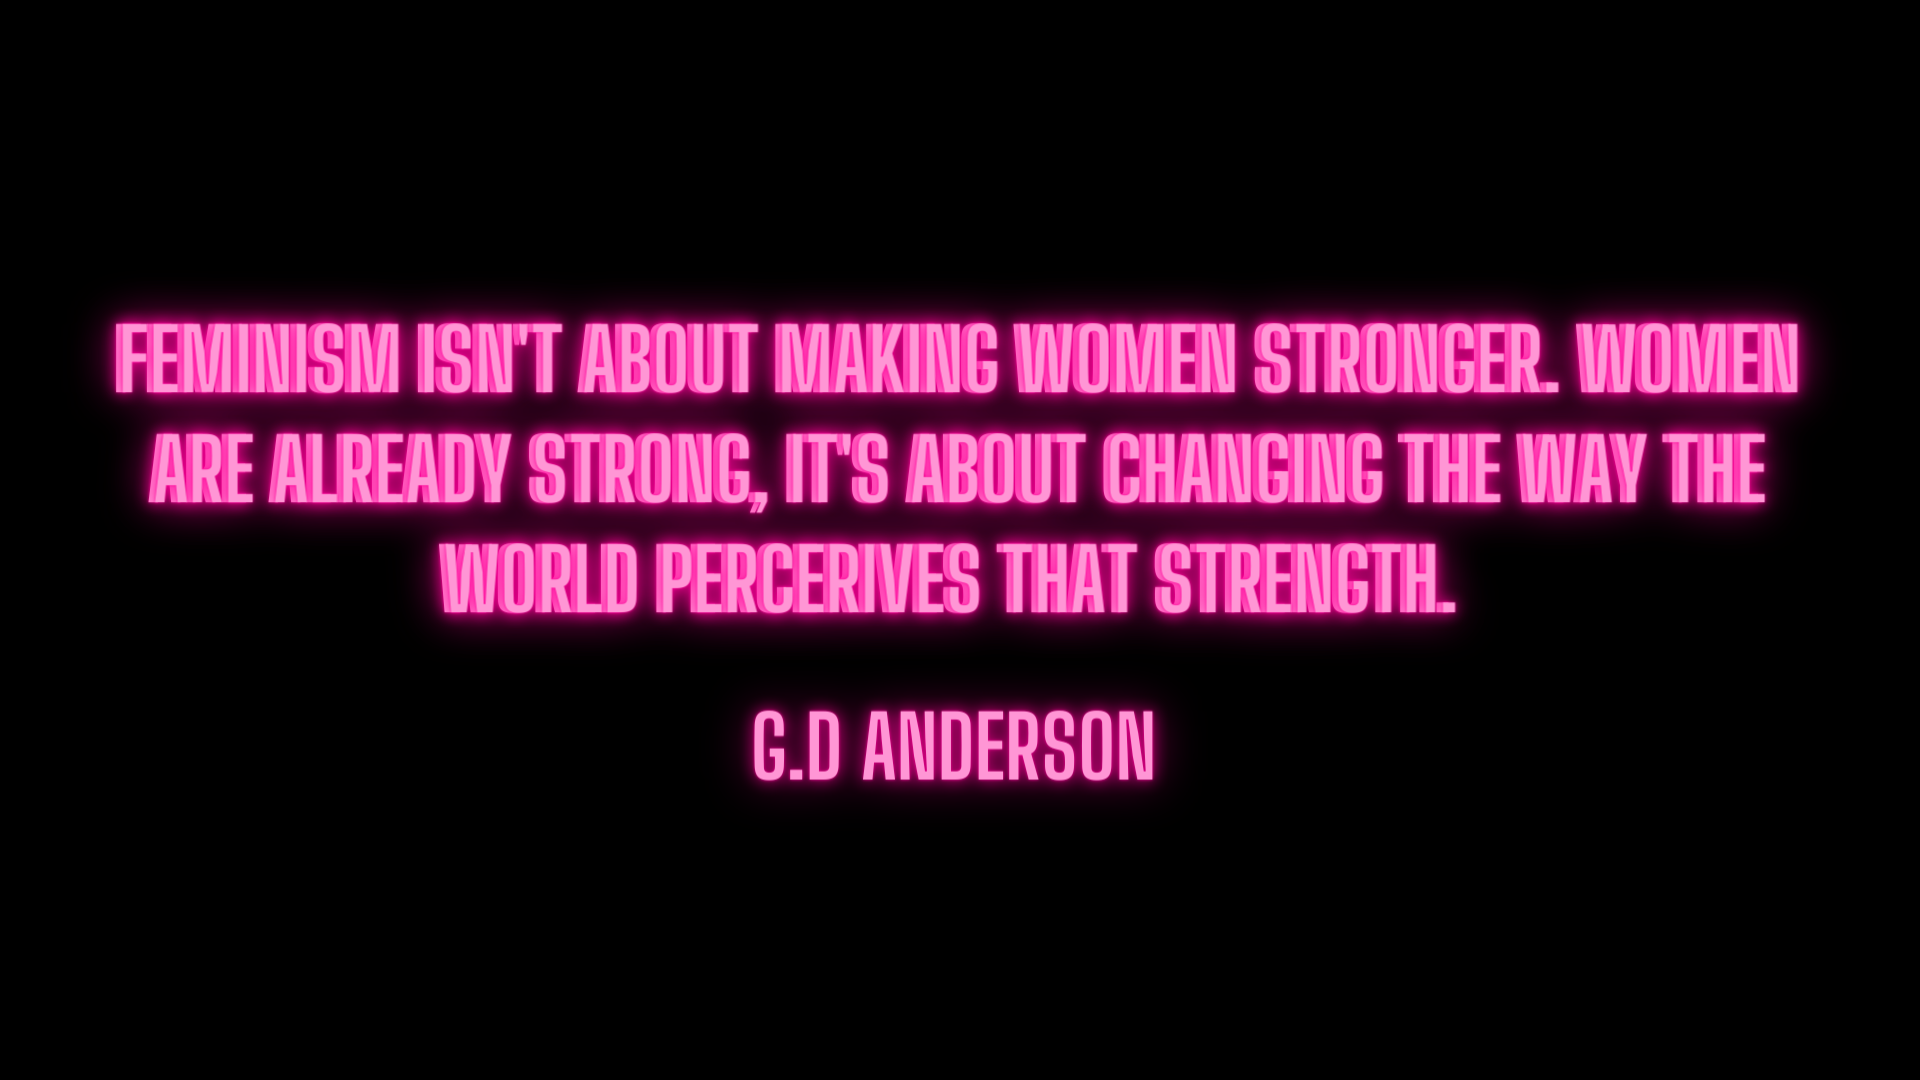 FEMINISM ISN'T ABOUT MAKING WOMEN STRONGER. WOMEN
ARE ALREADY STRONG, IT'S ABOUT CHANGING THE WAY THE
WORLD PERCERIVES THAT STRENGTH.
G.D ANDERSON